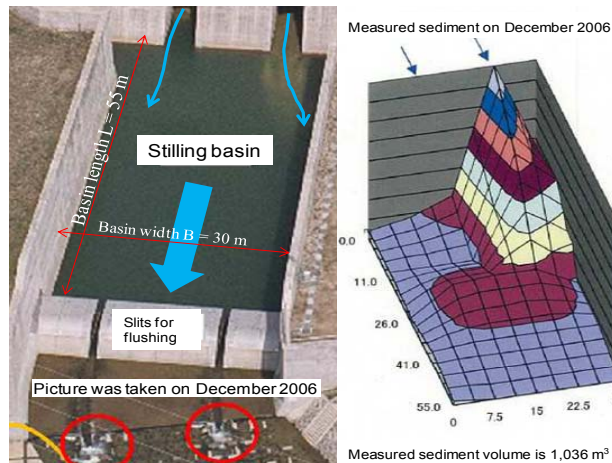 Basin length L = 55 m
Stilling basin
Basin width B = 30 m
Slits for
flushing
Picture was taken on December 2006
Measured sediment on December 2006
0.0
11.0
26.0
41.0
55.0
0
7.5
15
22.5
Measured sediment volume is 1,036 m³